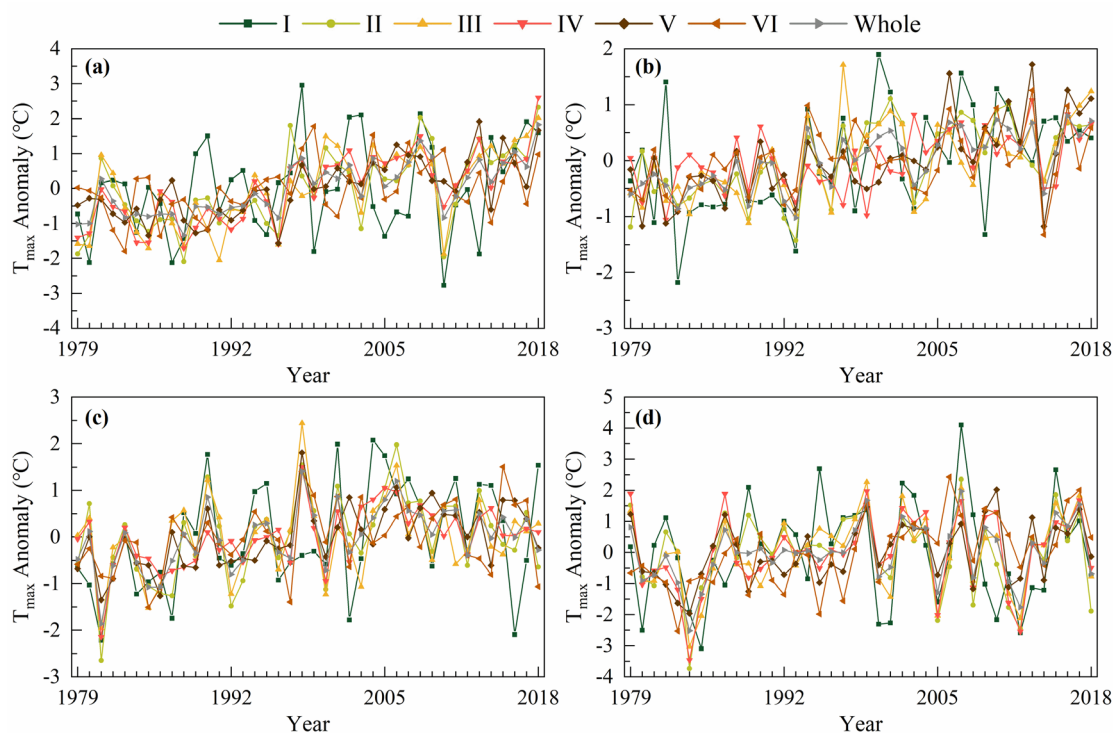 I II III IV V VI Whole
(a)
Tmax Anomaly (°C)
4
3
2
1
0
-1
-2
-3
-4
1979 1992 2005 2018
Year
(b)
Tmax Anomaly (°C)
2
1
0
-1
-2
-3
1979 1992 2005 2018
Year
(c)
Tmax Anomaly (°C)
3
2
1
0
-1
-2
-3
1979 1992 2005 2018
Year
(d)
Tmax Anomaly (°C)
5
4
3
2
1
0
-1
-2
-3
-4
1979 1992 2005 2018
Year